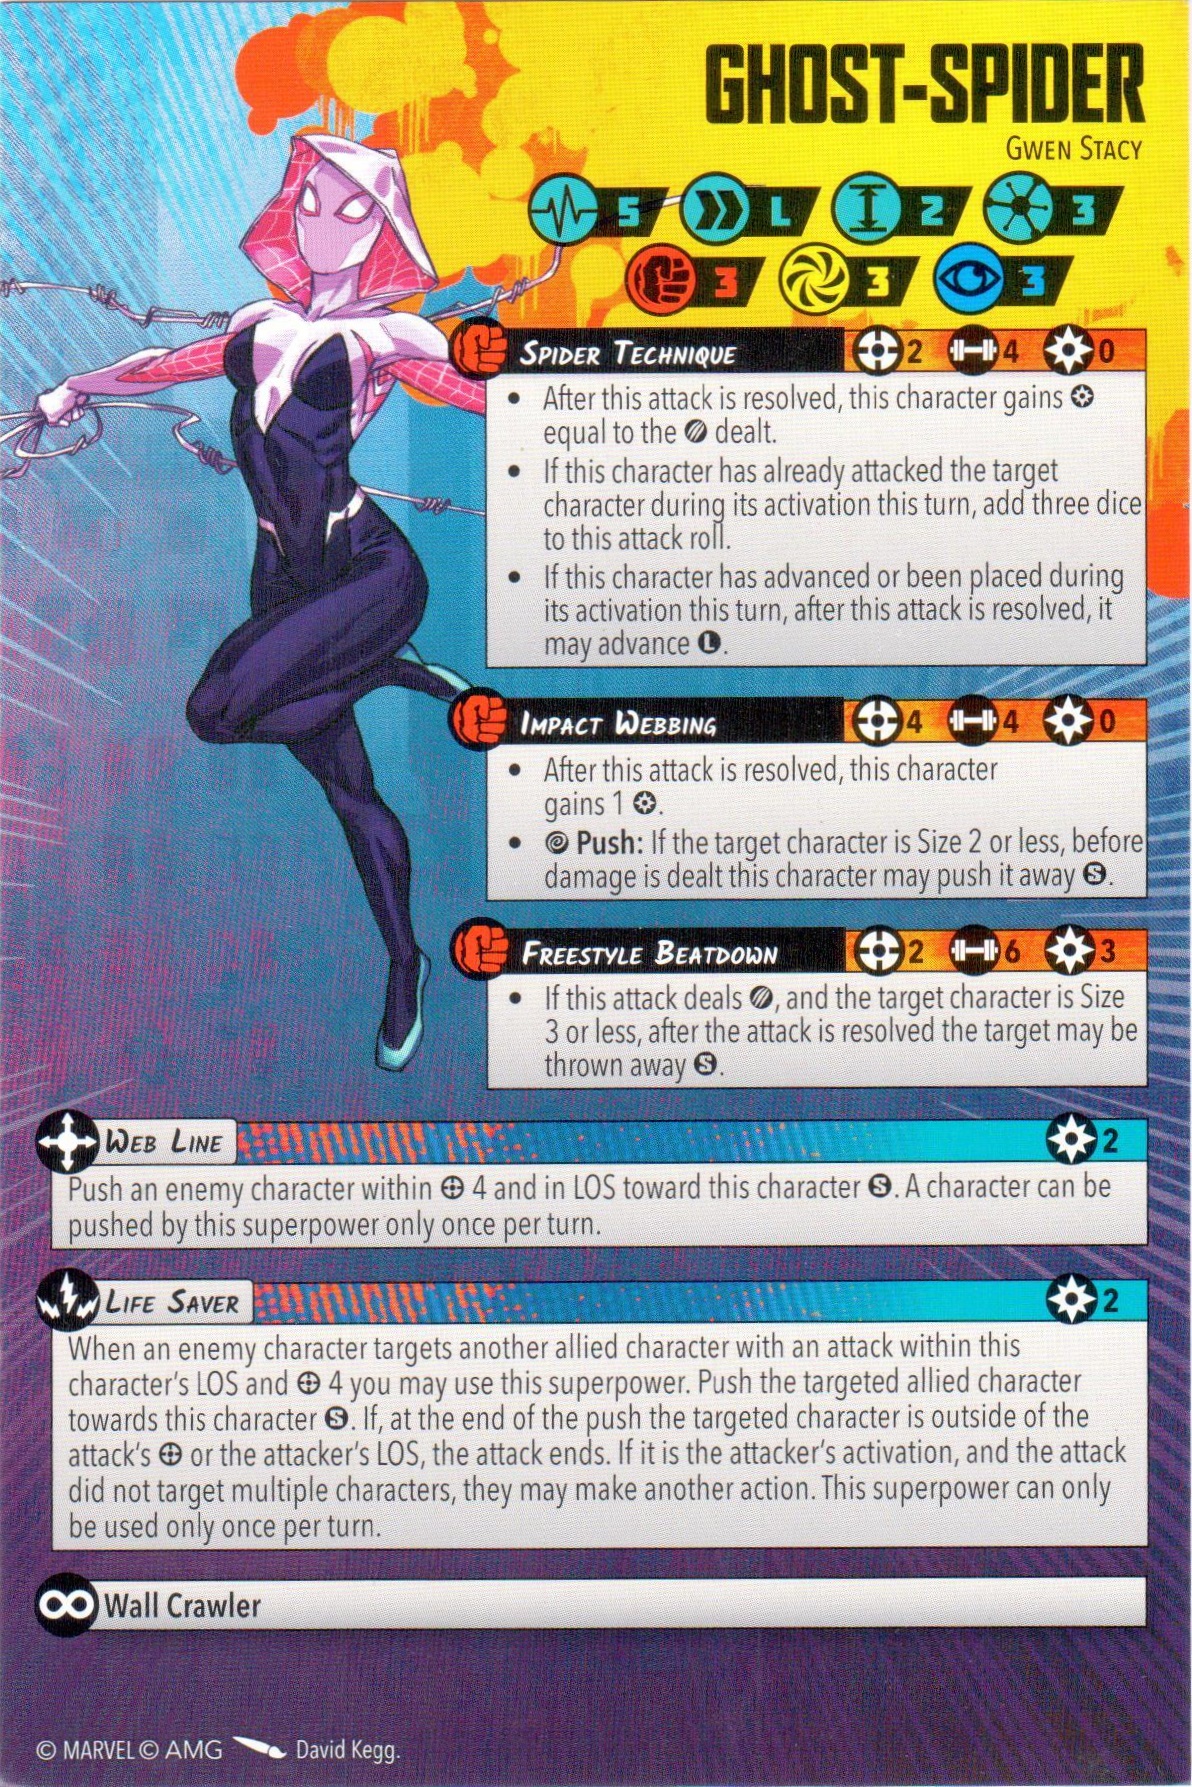 GHOST-SPIDER
GWEN STACY
5 L 2 3
3 3 3
SPIDER TECHNIQUE 2 4 0
• After this attack is resolved, this character gains
equal to the dealt.
• If this character has already attacked the target
character during its activation this turn, add three dice
to this attack roll.
• If this character has advanced or been placed during
its activation this turn, after this attack is resolved, it
may advance L.
IMPACT WEBBING 4 4 0
• After this attack is resolved, this character
gains 1 .
• Push: If the target character is Size 2 or less, before
damage is dealt this character may push it away S.
FREESTYLE BEATDOWN 2 6 3
• If this attack deals , and the target character is Size
3 or less, after the attack is resolved the target may be
thrown away S.
WEB LINE 2
Push an enemy character within 4 and in LOS toward this character S. A character can be
pushed by this superpower only once per turn.
LIFE SAVER 2
When an enemy character targets another allied character with an attack within this
character's LOS and 4 you may use this superpower. Push the targeted allied character
towards this character S. If, at the end of the push the targeted character is outside of the
attack's or the attacker's LOS, the attack ends. If it is the attacker's activation, and the attack
did not target multiple characters, they may make another action. This superpower can only
be used only once per turn.
Wall Crawler
© MARVEL © AMG David Kegg.